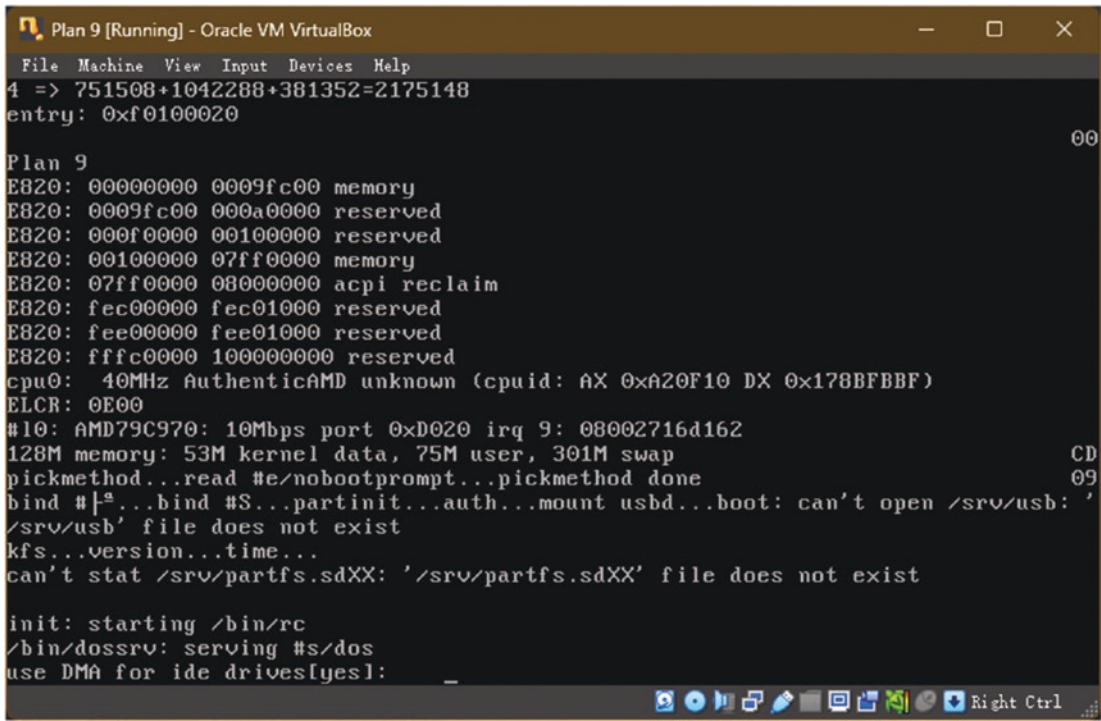 Plan 9 [Running] - Oracle VM VirtualBox
File Machine View Input Devices Help
4 => 751508+1042288+381352=2175148
entry: 0xf0100020
00
Plan 9
E820: 00000000 0009fc00 memory
E820: 0009fc00 000a0000 reserved
E820: 000f0000 00100000 reserved
E820: 00100000 07ff0000 memory
E820: 07ff0000 08000000 acpi reclaim
E820: fec00000 fec01000 reserved
E820: fee00000 fee01000 reserved
E820: fffc0000 100000000 reserved
cpu0:  40MHz AuthenticAMD unknown (cpuid: AX 0xA20F10 DX 0x178BFBBF)
ELCR: 0E00
#l0: AMD79C970: 10Mbps port 0xD020 irq 9: 08002716d162
128M memory: 53M kernel data, 75M user, 301M swap CD
pickmethod...read #e/nobootprompt...pickmethod done 09
bind #├ª...bind #S...partinit...auth...mount usbd...boot: can't open /srv/usb: '
/srv/usb' file does not exist
kfs...version...time...
can't stat /srv/partfs.sdXX: '/srv/partfs.sdXX' file does not exist
init: starting /bin/rc
/bin/dossrv: serving #s/dos
use DMA for ide drives[yes]: _
Right Ctrl